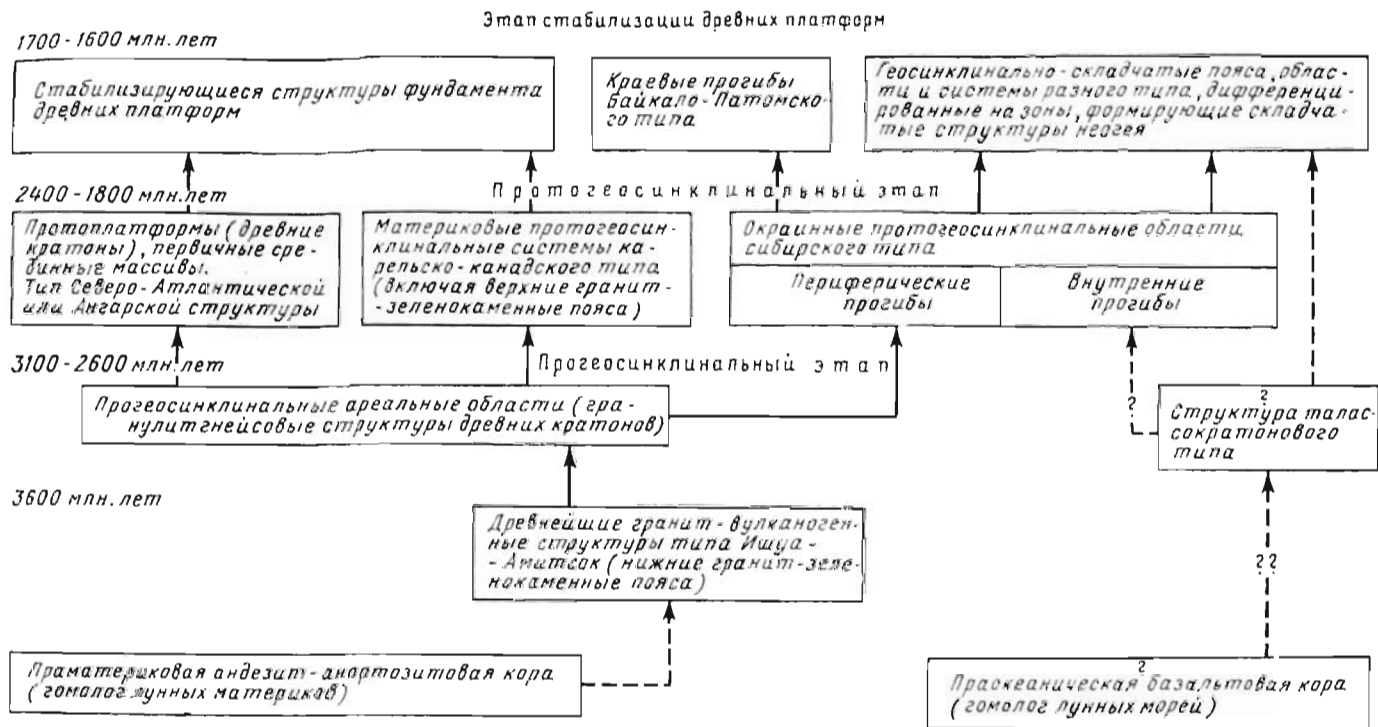 Этап стабилизации древних платформ
1700-1600 млн. лет
Стабилизирующиеся структуры фундамента
древних платформ
Краевые прогибы
Байкало-Патомско-
го типа
Геосинклинально-складчатые пояса, облас-
ти и системы разного типа, дифференци-
рованные на зоны, формирующие складча-
тые структуры неогея
2400-1800 млн. лет
Протогеосинклинальный этап
Протоплатформы (древние
кратоны), первичные сре-
динные массивы.
Тип Северо-Атлантической
или Ангарской структуры
Материковые протогеосин-
клинальные системы ка-
рельско-канадского типа
(включая верхние гранит-
-зеленокаменные пояса)
Окраинные протогеосинклинальные области
сибирского типа
Периферические
прогибы
Внутренние
прогибы
3100-2600 млн. лет
Прогеосинклинальный этап
Прогеосинклинальные ареальные области (гра-
нулитгнейсовые структуры древних кратонов)
?
?
Структура талас-
сократонового
типа
3600 млн. лет
Древнейшие гранит-вулканоген-
ные структуры типа Ишуа-
-Амитсок (нижние гранит-зеле-
нокаменные пояса)
??
Праматериковая андезит-анортозитовая кора
(гомолог лунных материков)
?
Праокеаническая базальтовая кора
(гомолог лунных морей)